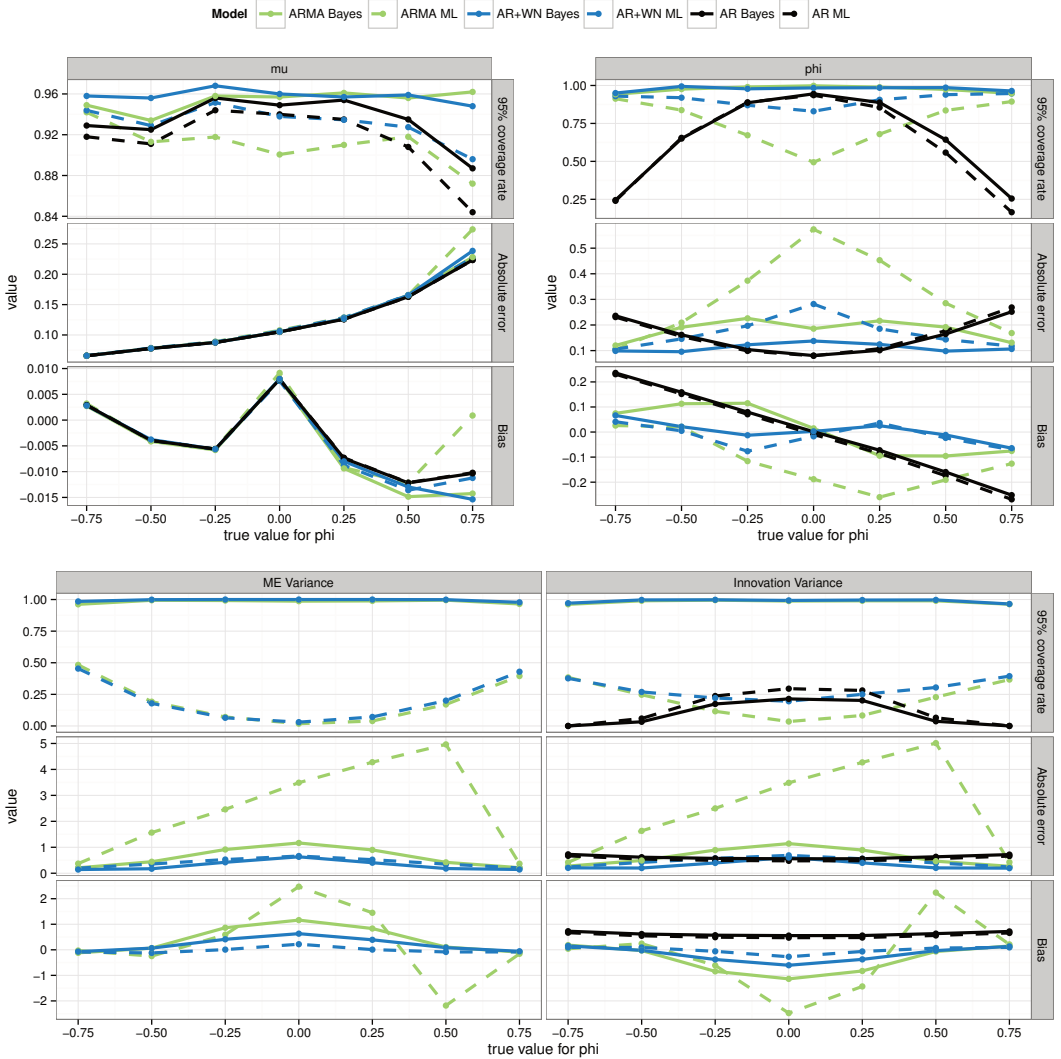 Model ARMA Bayes ARMA ML AR+WN Bayes AR+WN ML AR Bayes AR ML
mu
0.96
0.92
0.88
0.84
95% coverage rate
0.25
0.20
0.15
0.10
Absolute error
0.010
0.005
0.000
−0.005
−0.010
−0.015
Bias
value
−0.75 −0.50 −0.25 0.00 0.25 0.50 0.75
true value for phi
phi
1.00
0.75
0.50
0.25
95% coverage rate
0.5
0.4
0.3
0.2
0.1
Absolute error
0.2
0.1
0.0
−0.1
−0.2
Bias
value
−0.75 −0.50 −0.25 0.00 0.25 0.50 0.75
true value for phi
ME Variance Innovation Variance
1.00
0.75
0.50
0.25
0.00
95% coverage rate
5
4
3
2
1
0
Absolute error
2
1
0
−1
−2
Bias
value
−0.75 −0.50 −0.25 0.00 0.25 0.50 0.75 −0.75 −0.50 −0.25 0.00 0.25 0.50 0.75
true value for phi